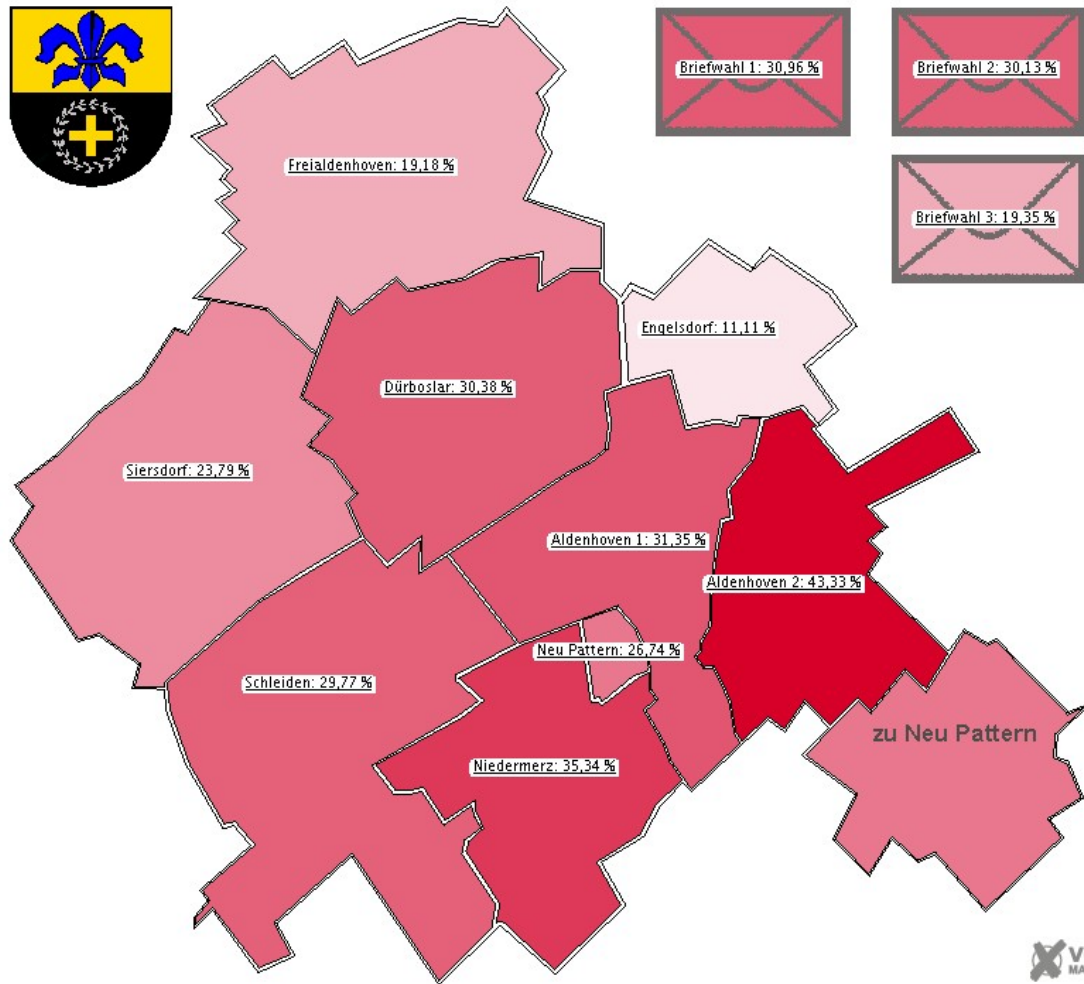 Briefwahl 1: 30,96 %
Briefwahl 2: 30,13 %
Freialdenhoven: 19,18 %
Briefwahl 3: 19,35 %
Engelsdorf: 11,11 %
Dürboslar: 30,38 %
Siersdorf: 23,79 %
Aldenhoven 1: 31,35 %
Aldenhoven 2: 43,33 %
Neu Pattern: 26,74 %
Schleiden: 29,77 %
zu Neu Pattern
Niedermerz: 35,34 %